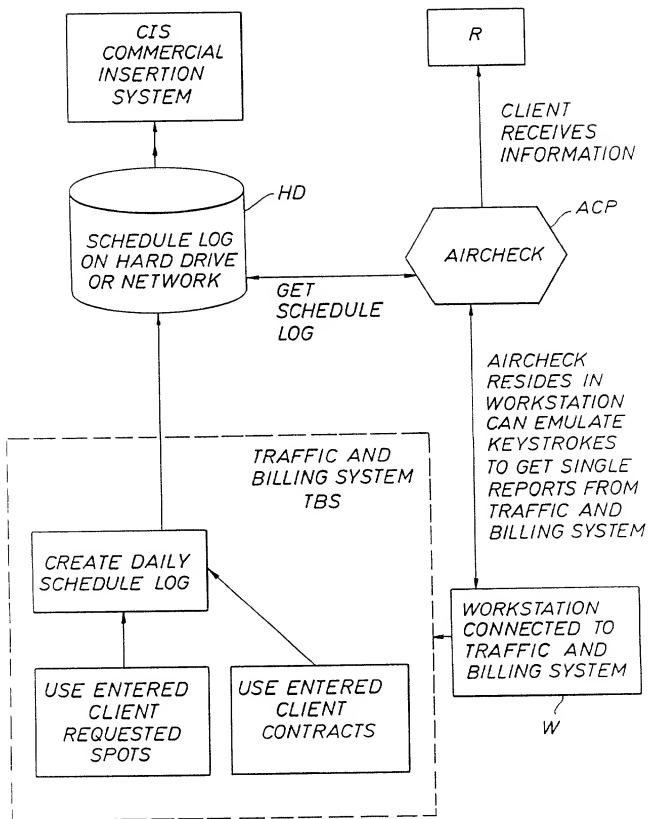 CIS
COMMERCIAL
INSERTION
SYSTEM
R
CLIENT
RECEIVES
INFORMATION
HD
ACP
SCHEDULE LOG
ON HARD DRIVE
OR NETWORK
AIRCHECK
GET
SCHEDULE
LOG
AIRCHECK
RESIDES IN
WORKSTATION
CAN EMULATE
KEYSTROKES
TO GET SINGLE
REPORTS FROM
TRAFFIC AND
BILLING SYSTEM
TRAFFIC AND
BILLING SYSTEM
TBS
CREATE DAILY
SCHEDULE LOG
WORKSTATION
CONNECTED TO
TRAFFIC AND
BILLING SYSTEM
W
USE ENTERED
CLIENT
REQUESTED
SPOTS
USE ENTERED
CLIENT
CONTRACTS